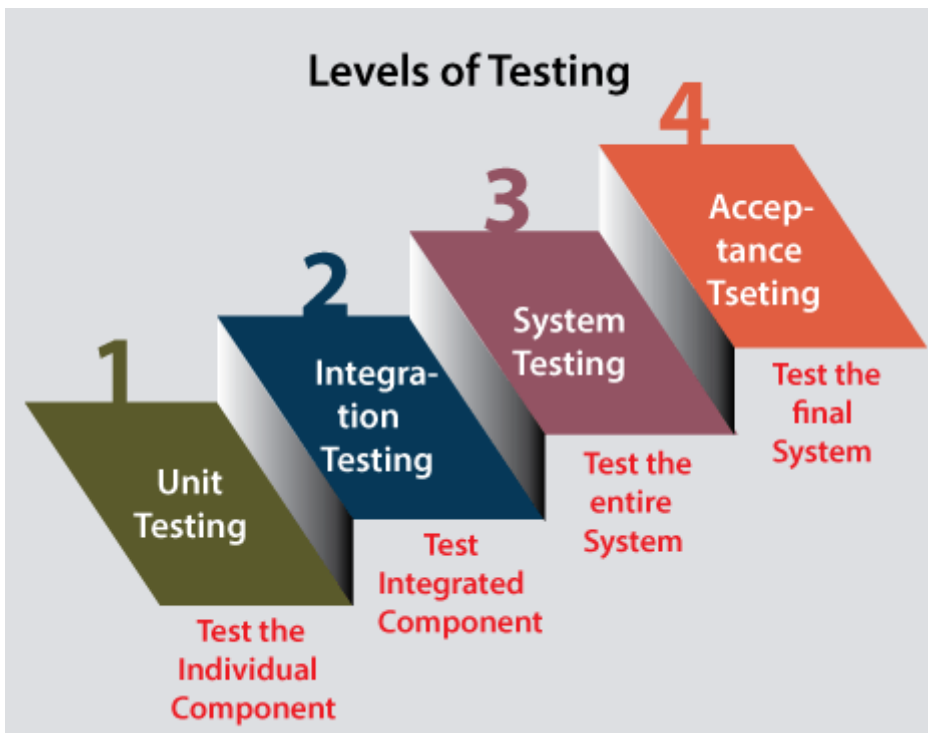 Levels of Testing
1
Unit
Testing
Test the
Individual
Component
2
Integra-
tion
Testing
Test
Integrated
Component
3
System
Testing
Test the
entire
System
4
Accep-
tance
Tseting
Test the
final
System